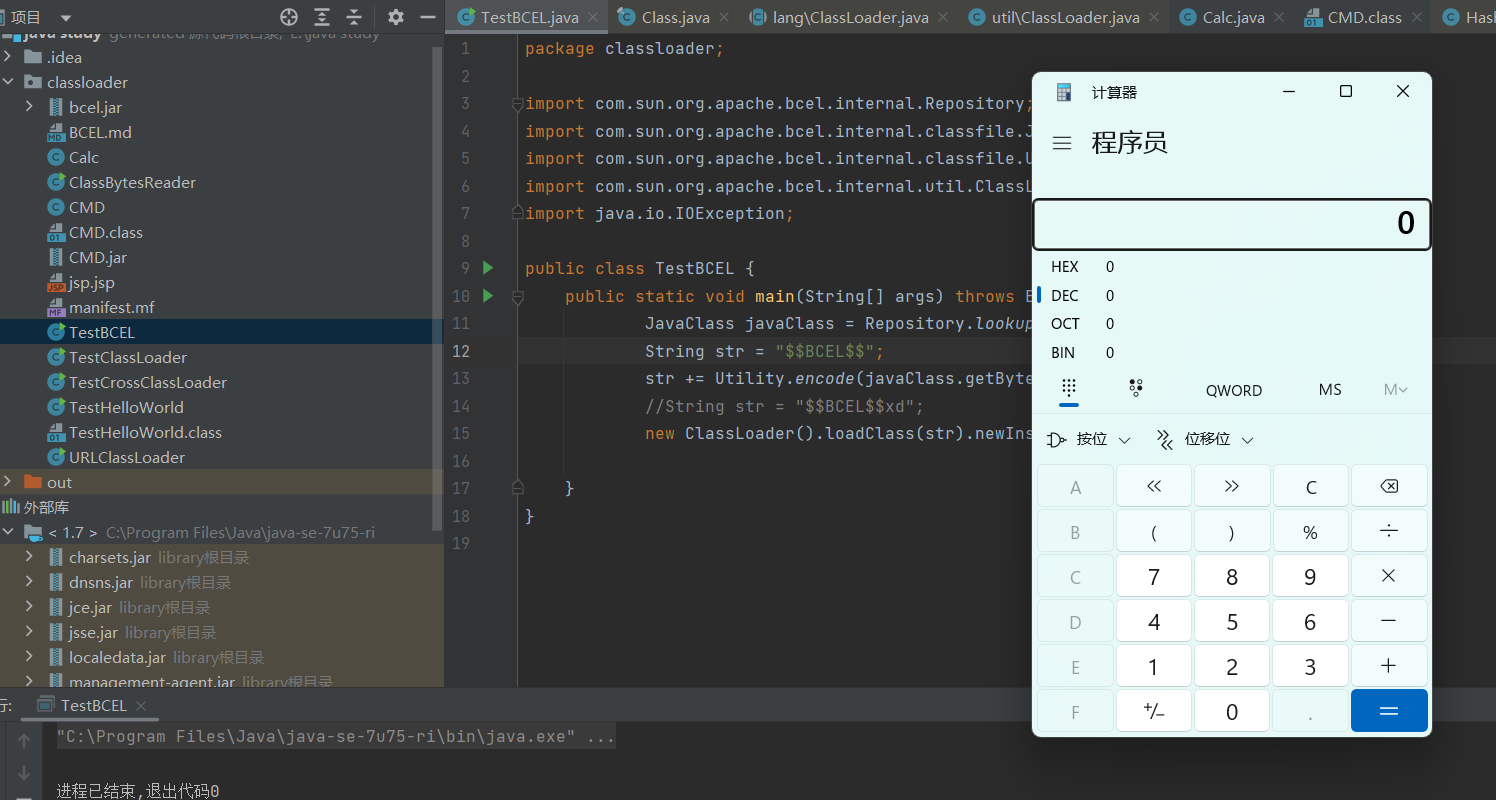 项目
TestBCEL.java
Class.java
lang\ClassLoader.java
util\ClassLoader.java
Calc.java
CMD.class
java study generated 源代码根目录, E:\java study
.idea
classloader
bcel.jar
BCEL.md
Calc
ClassBytesReader
CMD
CMD.class
CMD.jar
jsp.jsp
manifest.mf
TestBCEL
TestClassLoader
TestCrossClassLoader
TestHelloWorld
TestHelloWorld.class
URLClassLoader
out
外部库
< 1.7 > C:\Program Files\Java\java-se-7u75-ri
charsets.jar library根目录
dnsns.jar library根目录
jce.jar library根目录
jsse.jar library根目录
localedata.jar library根目录
management-agent.jar library根目录
1 package classloader;
2
3 import com.sun.org.apache.bcel.internal.Repository;
4 import com.sun.org.apache.bcel.internal.classfile.J
5 import com.sun.org.apache.bcel.internal.classfile.U
6 import com.sun.org.apache.bcel.internal.util.ClassL
7 import java.io.IOException;
8
9 public class TestBCEL {
10 public static void main(String[] args) throws E
11 JavaClass javaClass = Repository.lookup
12 String str = "$$BCEL$$";
13 str += Utility.encode(javaClass.getByte
14 //String str = "$$BCEL$$xd";
15 new ClassLoader().loadClass(str).newIns
16
17 }
18 }
19
计算器
程序员
0
HEX 0
DEC 0
OCT 0
BIN 0
QWORD MS M
按位 位移位
A << >> C
B ( ) % ÷
C 7 8 9 ×
D 4 5 6 −
E 1 2 3 +
F +/− 0 . =
行: TestBCEL
"C:\Program Files\Java\java-se-7u75-ri\bin\java.exe" ...
进程已结束,退出代码0